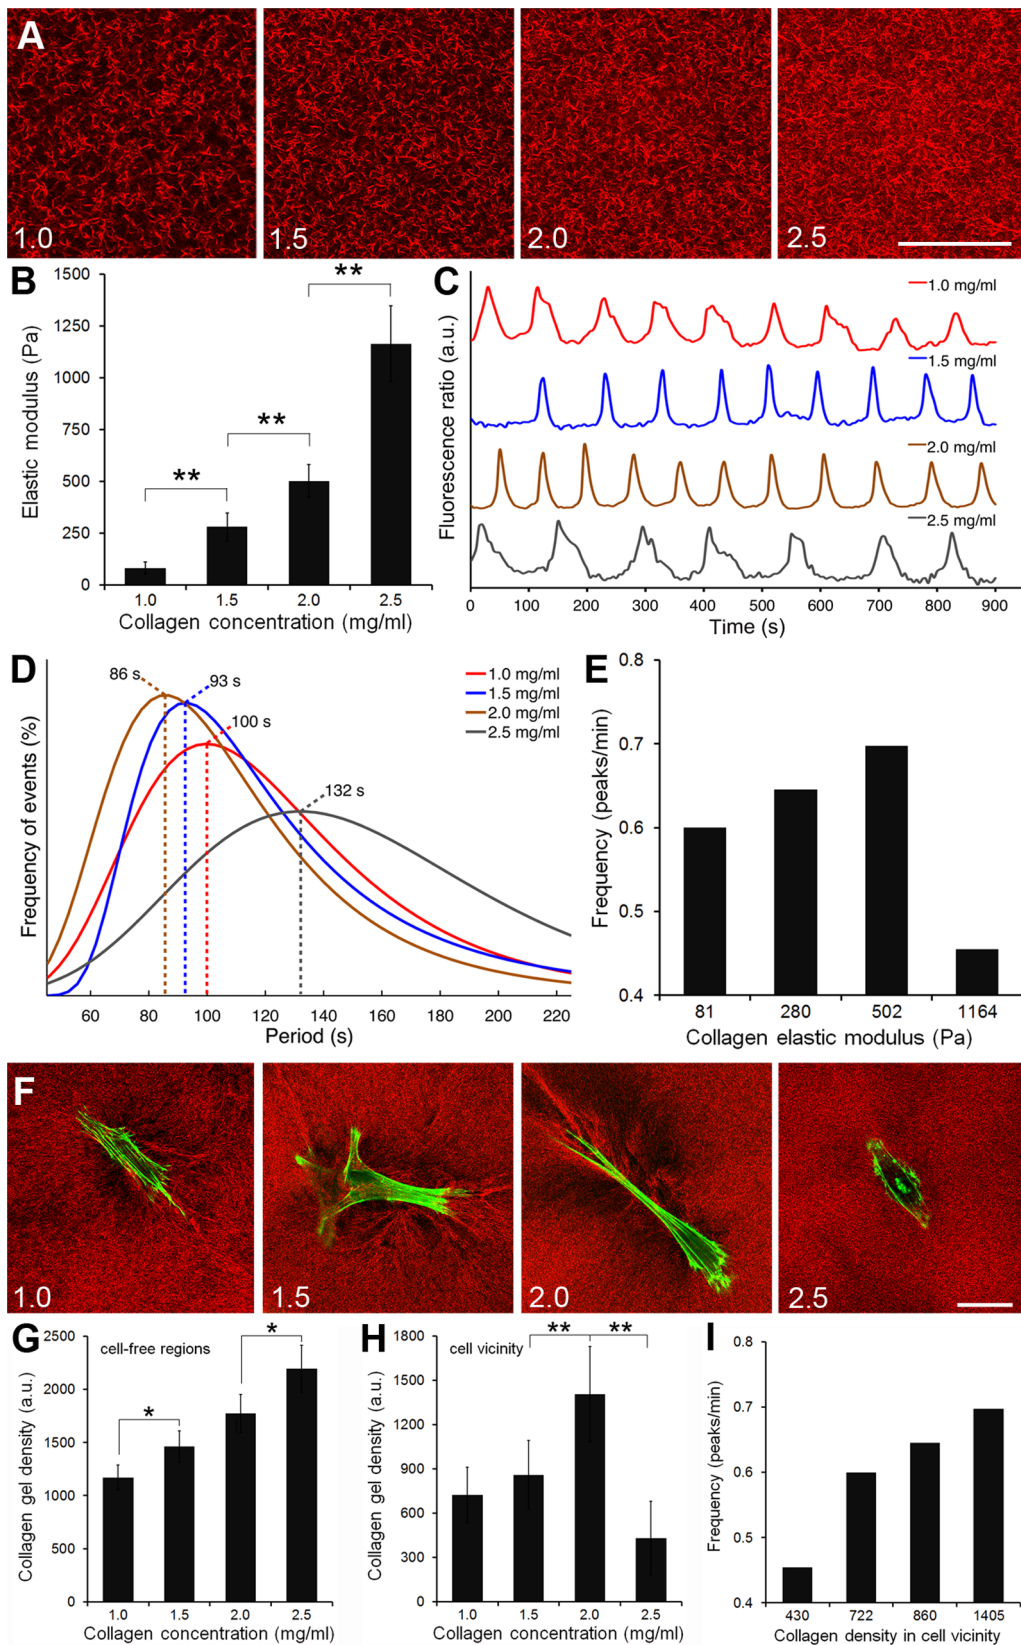 A
1.0
1.5
2.0
2.5
B
Elastic modulus (Pa)
1500
1250
1000
750
500
250
0
**
**
**
1.0 1.5 2.0 2.5
Collagen concentration (mg/ml)
C
Fluorescence ratio (a.u.)
1.0 mg/ml
1.5 mg/ml
2.0 mg/ml
2.5 mg/ml
0 100 200 300 400 500 600 700 800 900
Time (s)
D
Frequency of events (%)
86 s
93 s
100 s
132 s
1.0 mg/ml
1.5 mg/ml
2.0 mg/ml
2.5 mg/ml
60 80 100 120 140 160 180 200 220
Period (s)
E
Frequency (peaks/min)
0.8
0.7
0.6
0.5
0.4
81 280 502 1164
Collagen elastic modulus (Pa)
F
1.0
1.5
2.0
2.5
G
cell-free regions
Collagen gel density (a.u.)
2500
2000
1500
1000
500
0
*
*
1.0 1.5 2.0 2.5
Collagen concentration (mg/ml)
H
cell vicinity
Collagen gel density (a.u.)
1800
1500
1200
900
600
300
0
** **
1.0 1.5 2.0 2.5
Collagen concentration (mg/ml)
I
Frequency (peaks/min)
0.8
0.7
0.6
0.5
0.4
430 722 860 1405
Collagen density in cell vicinity